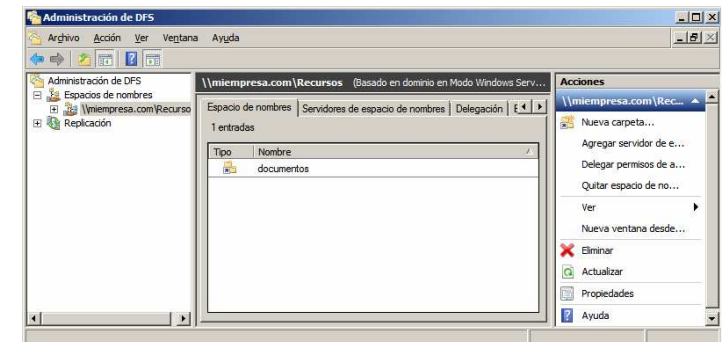 Administración de DFS
Archivo Acción Ver Ventana Ayuda
Administración de DFS
Espacios de nombres
\\miempresa.com\Recurso
Replicación
\\miempresa.com\Recursos (Basado en dominio en Modo Windows Serv...
Espacio de nombres Servidores de espacio de nombres Delegación
1 entradas
Tipo Nombre
documentos
Acciones
\\miempresa.com\Rec...
Nueva carpeta...
Agregar servidor de e...
Delegar permisos de a...
Quitar espacio de no...
Ver
Nueva ventana desde...
Eliminar
Actualizar
Propiedades
Ayuda